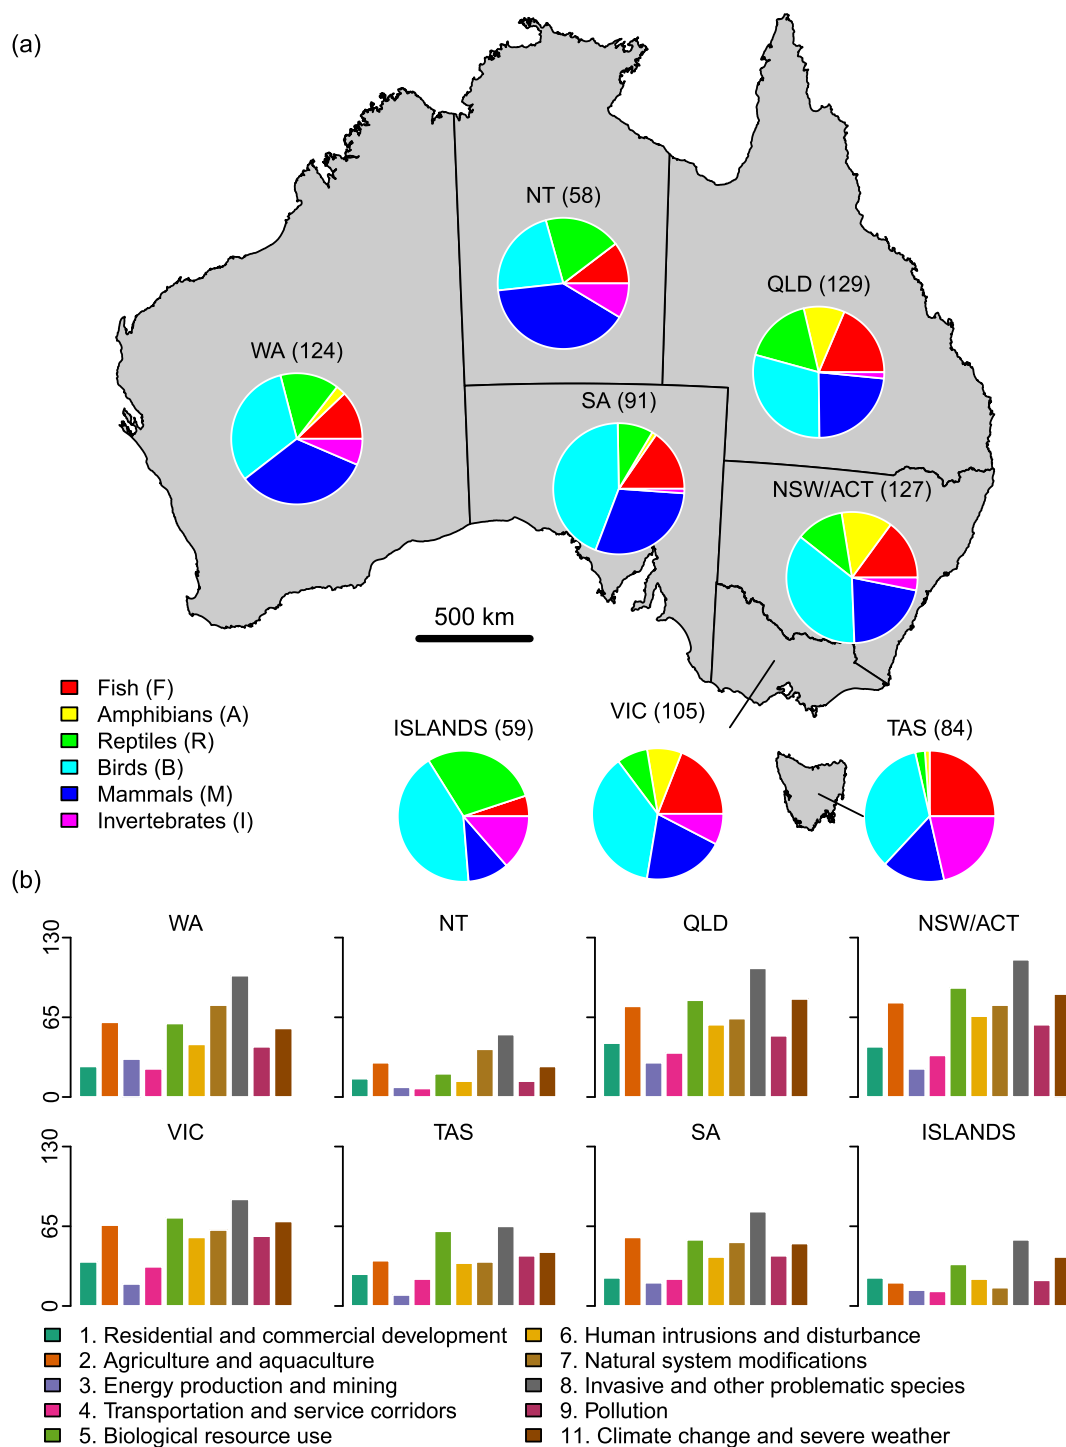 (a)
NT (58)
QLD (129)
WA (124)
SA (91)
NSW/ACT (127)
500 km
Fish (F)
Amphibians (A)
Reptiles (R)
Birds (B)
Mammals (M)
Invertebrates (I)
ISLANDS (59)
VIC (105)
TAS (84)
(b)
WA
NT
QLD
NSW/ACT
130
65
0
VIC
TAS
SA
ISLANDS
130
65
0
1. Residential and commercial development
2. Agriculture and aquaculture
3. Energy production and mining
4. Transportation and service corridors
5. Biological resource use
6. Human intrusions and disturbance
7. Natural system modifications
8. Invasive and other problematic species
9. Pollution
11. Climate change and severe weather